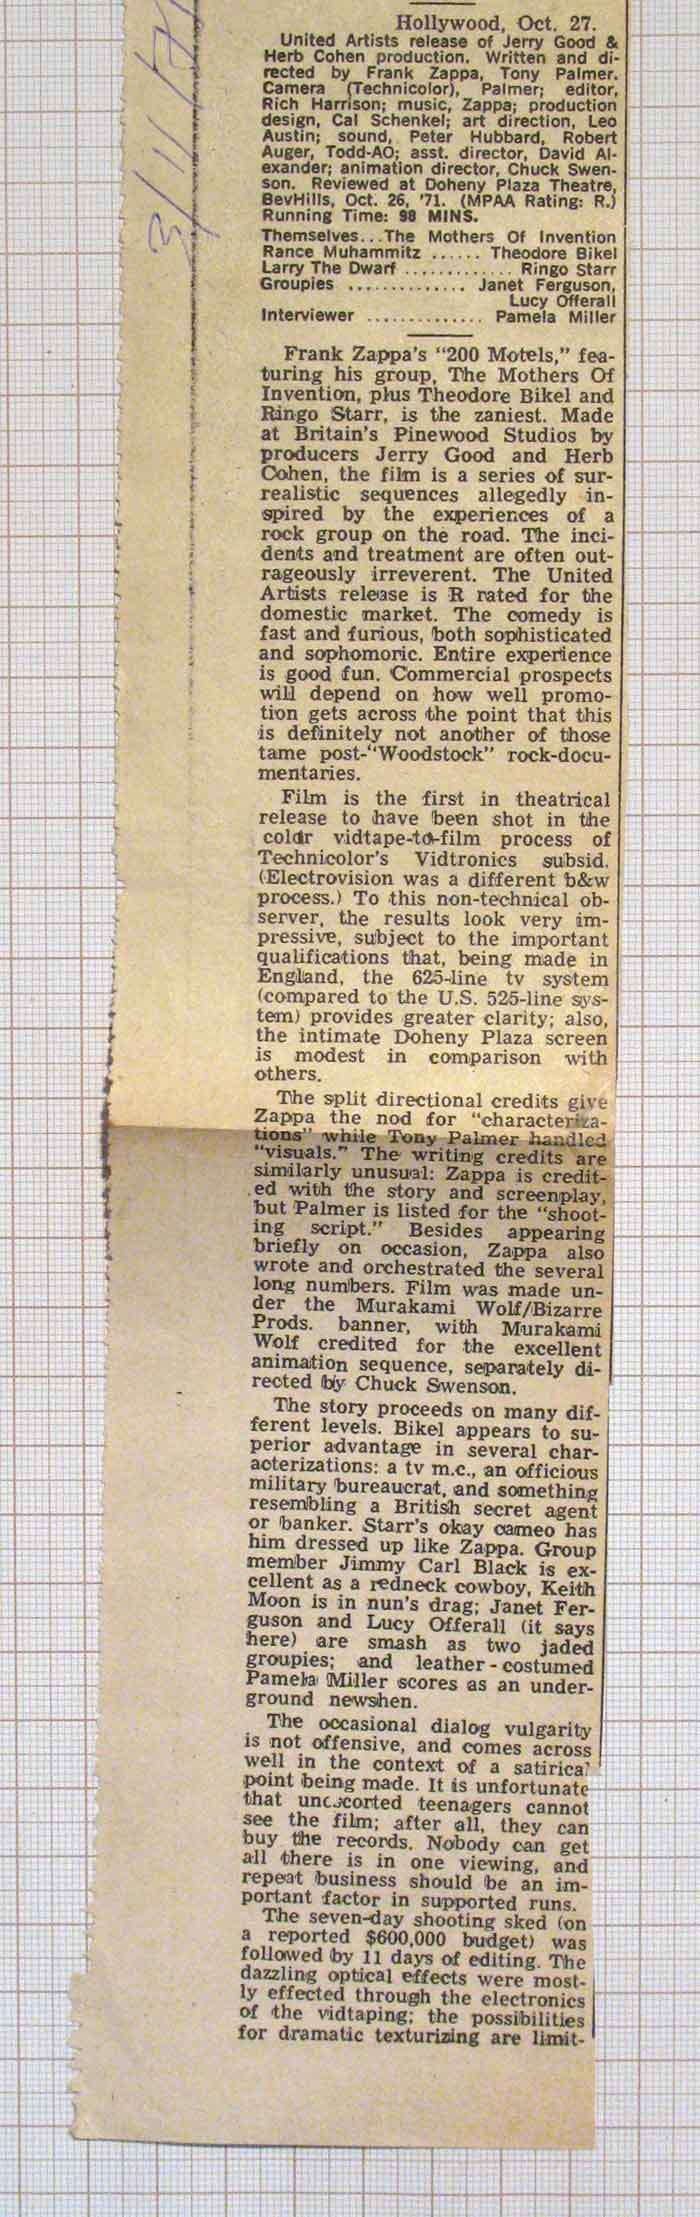 3/11/71
Hollywood, Oct. 27.
United Artists release of Jerry Good &
Herb Cohen production. Written and di-
rected by Frank Zappa, Tony Palmer.
Camera (Technicolor), Palmer; editor,
Rich Harrison; music, Zappa; production
design, Cal Schenkel; art direction, Leo
Austin; sound, Peter Hubbard, Robert
Auger, Todd-AO; asst. director, David Al-
exander; animation director, Chuck Swen-
son. Reviewed at Doheny Plaza Theatre,
BevHills, Oct. 26, '71. (MPAA Rating: R.)
Running Time: 98 MINS.
Themselves...The Mothers Of Invention
Rance Muhammitz ...... Theodore Bikel
Larry The Dwarf ............. Ringo Starr
Groupies .............. Janet Ferguson,
Lucy Offerall
Interviewer .............. Pamela Miller
Frank Zappa's "200 Motels," fea-
turing his group, The Mothers Of
Invention, plus Theodore Bikel and
Ringo Starr, is the zaniest. Made
at Britain's Pinewood Studios by
producers Jerry Good and Herb
Cohen, the film is a series of sur-
realistic sequences allegedly in-
spired by the experiences of a
rock group on the road. The inci-
dents and treatment are often out-
rageously irreverent. The United
Artists release is R rated for the
domestic market. The comedy is
fast and furious, both sophisticated
and sophomoric. Entire experience
is good fun. Commercial prospects
will depend on how well promo-
tion gets across the point that this
is definitely not another of those
tame post-"Woodstock" rock-docu-
mentaries.
Film is the first in theatrical
release to have been shot in the
color vidtape-to-film process of
Technicolor's Vidtronics subsid.
(Electrovision was a different b&w
process.) To this non-technical ob-
server, the results look very im-
pressive, subject to the important
qualifications that, being made in
England, the 625-line tv system
(compared to the U.S. 525-line sys-
tem) provides greater clarity; also,
the intimate Doheny Plaza screen
is modest in comparison with
others.
The split directional credits give
Zappa the nod for "characteriza-
tions" while Tony Palmer handled
"visuals." The writing credits are
similarly unusual: Zappa is credit-
ed with the story and screenplay,
but Palmer is listed for the "shoot-
ing script." Besides appearing
briefly on occasion, Zappa also
wrote and orchestrated the several
long numbers. Film was made un-
der the Murakami Wolf/Bizarre
Prods. banner, with Murakami
Wolf credited for the excellent
animation sequence, separately di-
rected by Chuck Swenson.
The story proceeds on many dif-
ferent levels. Bikel appears to su-
perior advantage in several char-
acterizations: a tv m.c., an officious
military bureaucrat, and something
resembling a British secret agent
or banker. Starr's okay cameo has
him dressed up like Zappa. Group
member Jimmy Carl Black is ex-
cellent as a redneck cowboy, Keith
Moon is in nun's drag; Janet Fer-
guson and Lucy Offerall (it says
here) are smash as two jaded
groupies; and leather-costumed
Pamela Miller scores as an under-
ground newshen.
The occasional dialog vulgarity
is not offensive, and comes across
well in the context of a satirical
point being made. It is unfortunate
that unescorted teenagers cannot
see the film; after all, they can
buy the records. Nobody can get
all there is in one viewing, and
repeat business should be an im-
portant factor in supported runs.
The seven-day shooting sked (on
a reported $600,000 budget) was
followed by 11 days of editing. The
dazzling optical effects were most-
ly effected through the electronics
of the vidtaping; the possibilities
for dramatic texturizing are limit-